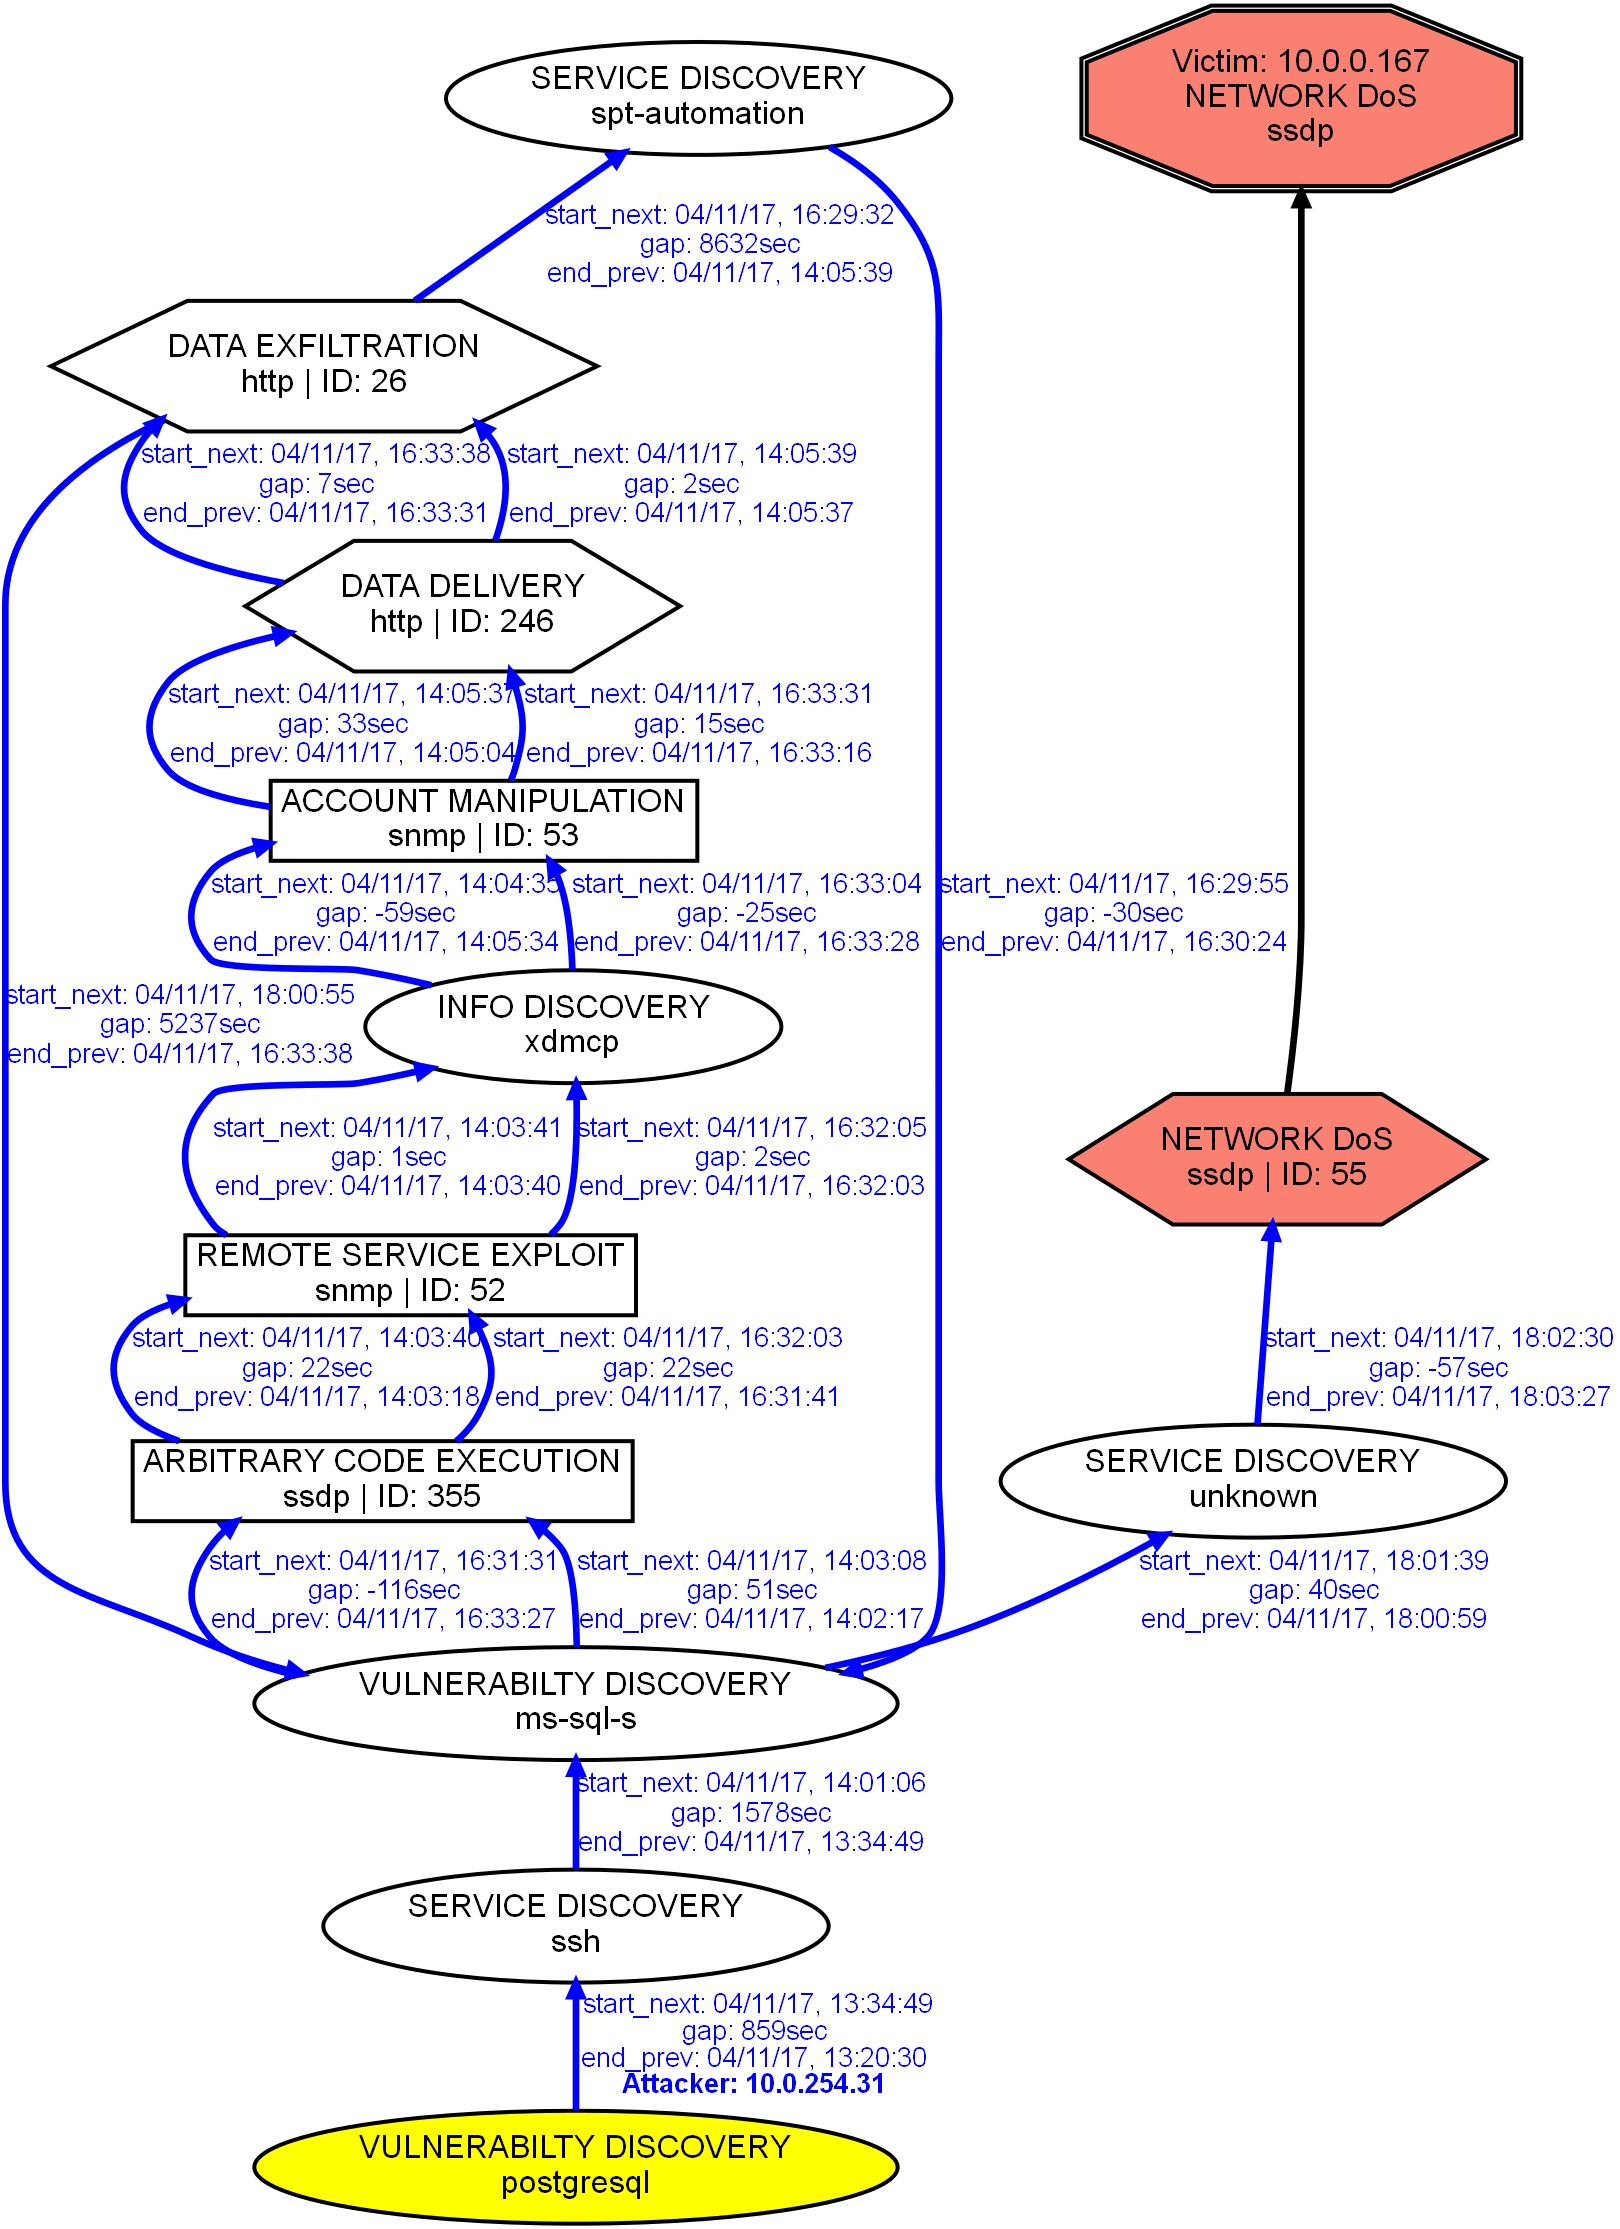 Victim: 10.0.0.167
NETWORK DoS
ssdp
SERVICE DISCOVERY
spt-automation
start_next: 04/11/17, 16:29:32
gap: 8632sec
end_prev: 04/11/17, 14:05:39
DATA EXFILTRATION
http | ID: 26
start_next: 04/11/17, 16:33:38
gap: 7sec
end_prev: 04/11/17, 16:33:31
start_next: 04/11/17, 14:05:39
gap: 2sec
end_prev: 04/11/17, 14:05:37
DATA DELIVERY
http | ID: 246
start_next: 04/11/17, 14:05:37
gap: 33sec
end_prev: 04/11/17, 14:05:04
start_next: 04/11/17, 16:33:31
gap: 15sec
end_prev: 04/11/17, 16:33:16
ACCOUNT MANIPULATION
snmp | ID: 53
start_next: 04/11/17, 14:04:35
gap: -59sec
end_prev: 04/11/17, 14:05:34
start_next: 04/11/17, 16:33:04
gap: -25sec
end_prev: 04/11/17, 16:33:28
start_next: 04/11/17, 16:29:55
gap: -30sec
end_prev: 04/11/17, 16:30:24
start_next: 04/11/17, 18:00:55
gap: 5237sec
end_prev: 04/11/17, 16:33:38
INFO DISCOVERY
xdmcp
start_next: 04/11/17, 14:03:41
gap: 1sec
end_prev: 04/11/17, 14:03:40
start_next: 04/11/17, 16:32:05
gap: 2sec
end_prev: 04/11/17, 16:32:03
NETWORK DoS
ssdp | ID: 55
REMOTE SERVICE EXPLOIT
snmp | ID: 52
start_next: 04/11/17, 14:03:40
gap: 22sec
end_prev: 04/11/17, 14:03:18
start_next: 04/11/17, 16:32:03
gap: 22sec
end_prev: 04/11/17, 16:31:41
start_next: 04/11/17, 18:02:30
gap: -57sec
end_prev: 04/11/17, 18:03:27
ARBITRARY CODE EXECUTION
ssdp | ID: 355
SERVICE DISCOVERY
unknown
start_next: 04/11/17, 16:31:31
gap: -116sec
end_prev: 04/11/17, 16:33:27
start_next: 04/11/17, 14:03:08
gap: 51sec
end_prev: 04/11/17, 14:02:17
start_next: 04/11/17, 18:01:39
gap: 40sec
end_prev: 04/11/17, 18:00:59
VULNERABILTY DISCOVERY
ms-sql-s
start_next: 04/11/17, 14:01:06
gap: 1578sec
end_prev: 04/11/17, 13:34:49
SERVICE DISCOVERY
ssh
start_next: 04/11/17, 13:34:49
gap: 859sec
end_prev: 04/11/17, 13:20:30
Attacker: 10.0.254.31
VULNERABILTY DISCOVERY
postgresql